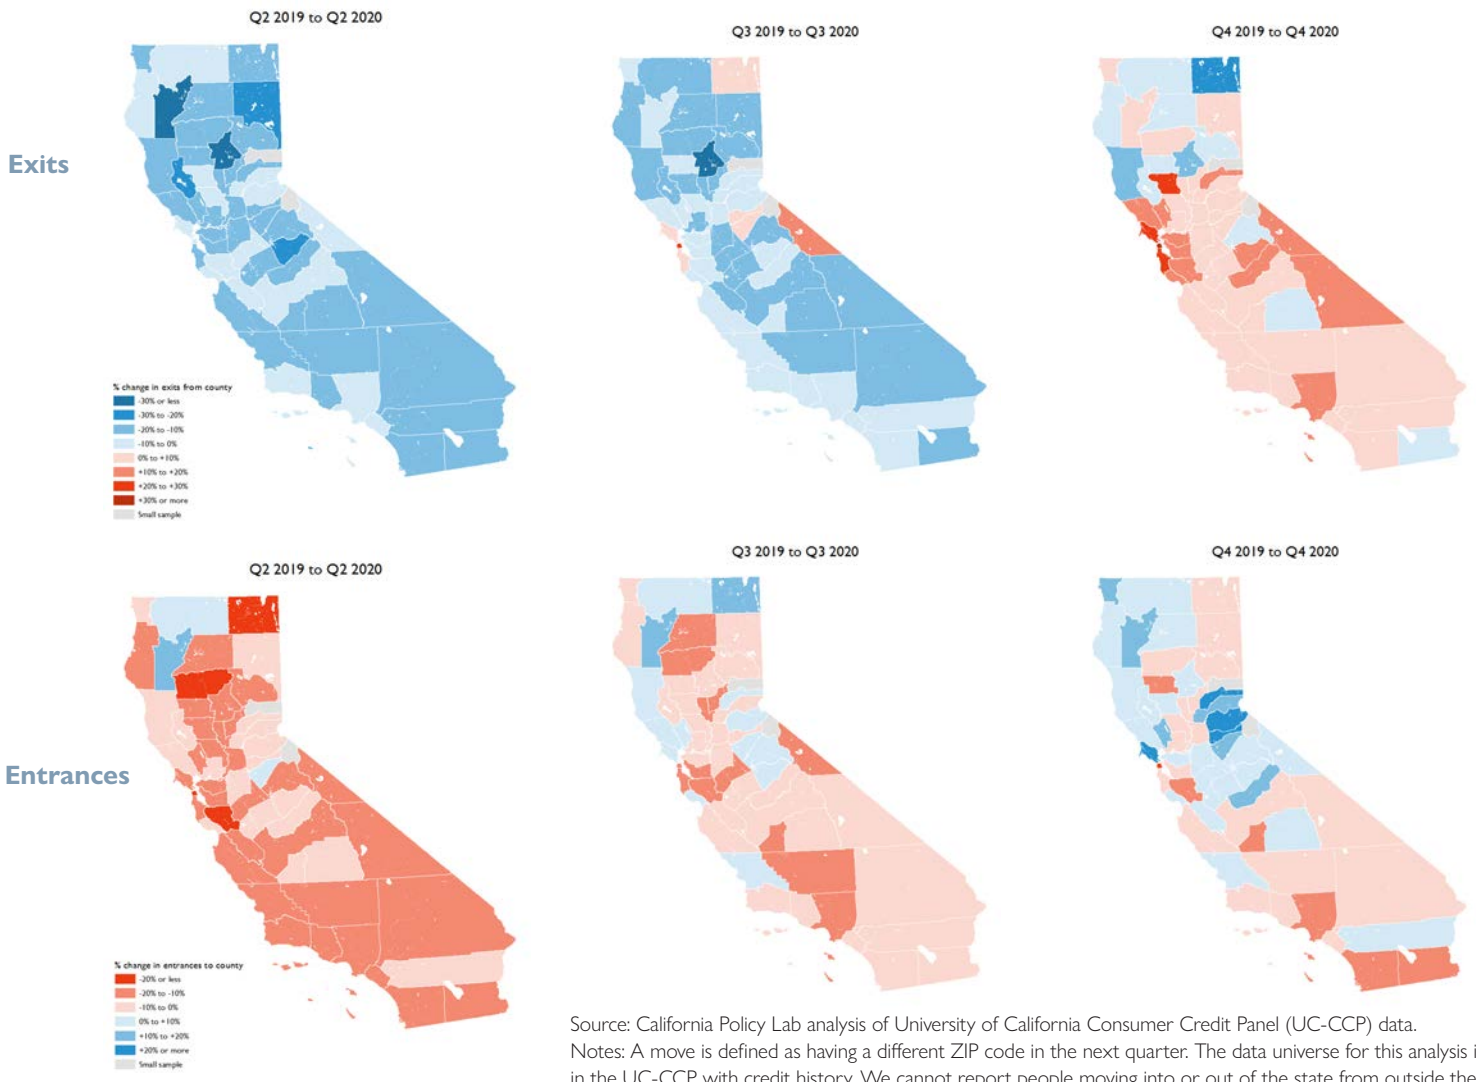 Q2 2019 to Q2 2020
Q3 2019 to Q3 2020
Q4 2019 to Q4 2020
Exits
% change in exits from county
-30% or less
-30% to -20%
-20% to -10%
-10% to 0%
0% to +10%
+10% to +20%
+20% to +30%
+30% or more
Small sample
Q2 2019 to Q2 2020
Q3 2019 to Q3 2020
Q4 2019 to Q4 2020
Entrances
% change in entrances to county
-20% or less
-20% to -10%
-10% to 0%
0% to +10%
+10% to +20%
+20% or more
Small sample
Source: California Policy Lab analysis of University of California Consumer Credit Panel (UC-CCP) data.
Notes: A move is defined as having a different ZIP code in the next quarter. The data universe for this analysis i
in the UC-CCP with credit history. We cannot report people moving into or out of the state from outside the